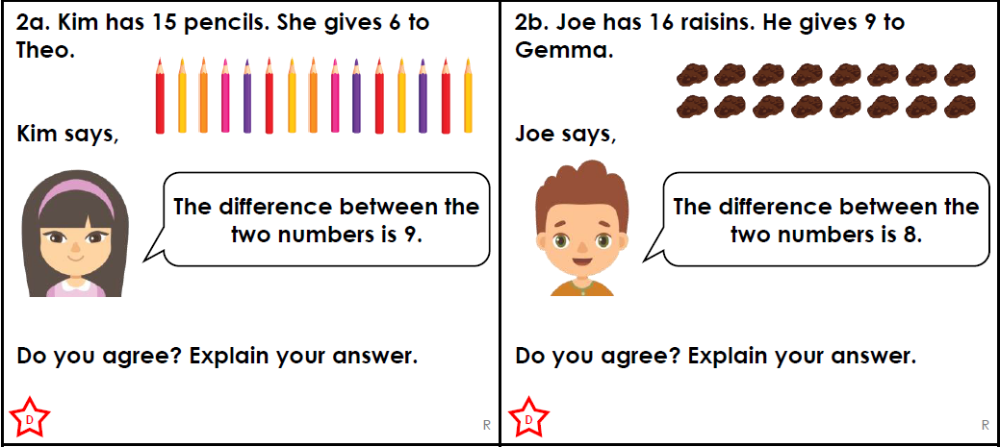 2a. Kim has 15 pencils. She gives 6 to
Theo.
Kim says,
The difference between the
two numbers is 9.
Do you agree? Explain your answer.
D
R
2b. Joe has 16 raisins. He gives 9 to
Gemma.
Joe says,
The difference between the
two numbers is 8.
Do you agree? Explain your answer.
D
R